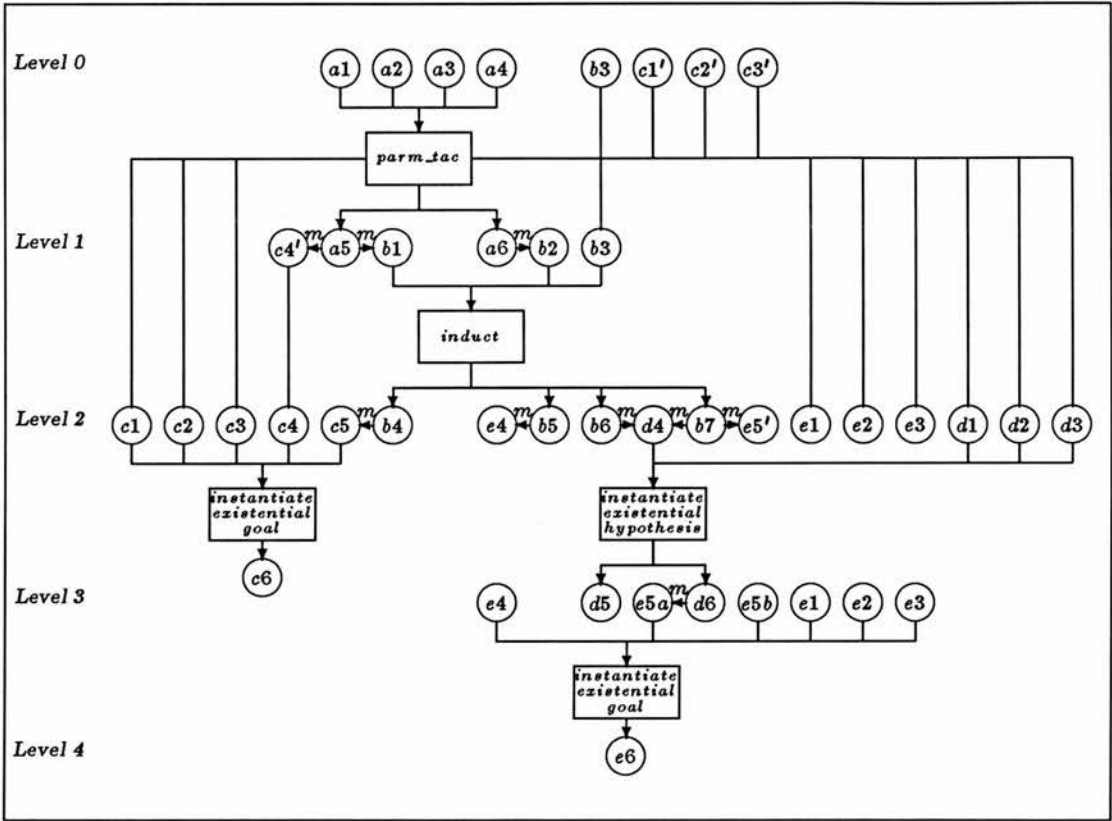 Level 0 a1 a2 a3 a4 b3 c1′ c2′ c3′
parm_tac
Level 1 c4′ m a5 m b1 a6 m b2 b3
induct
Level 2 c1 c2 c3 c4 c5 m b4 e4 m b5 b6 m d4 m b7 m e5′ e1 e2 e3 d1 d2 d3
instantiate
existential
goal
instantiate
existential
hypothesis
c6
Level 3 e4 d5 e5a m d6 e5b e1 e2 e3
instantiate
existential
goal
Level 4 e6